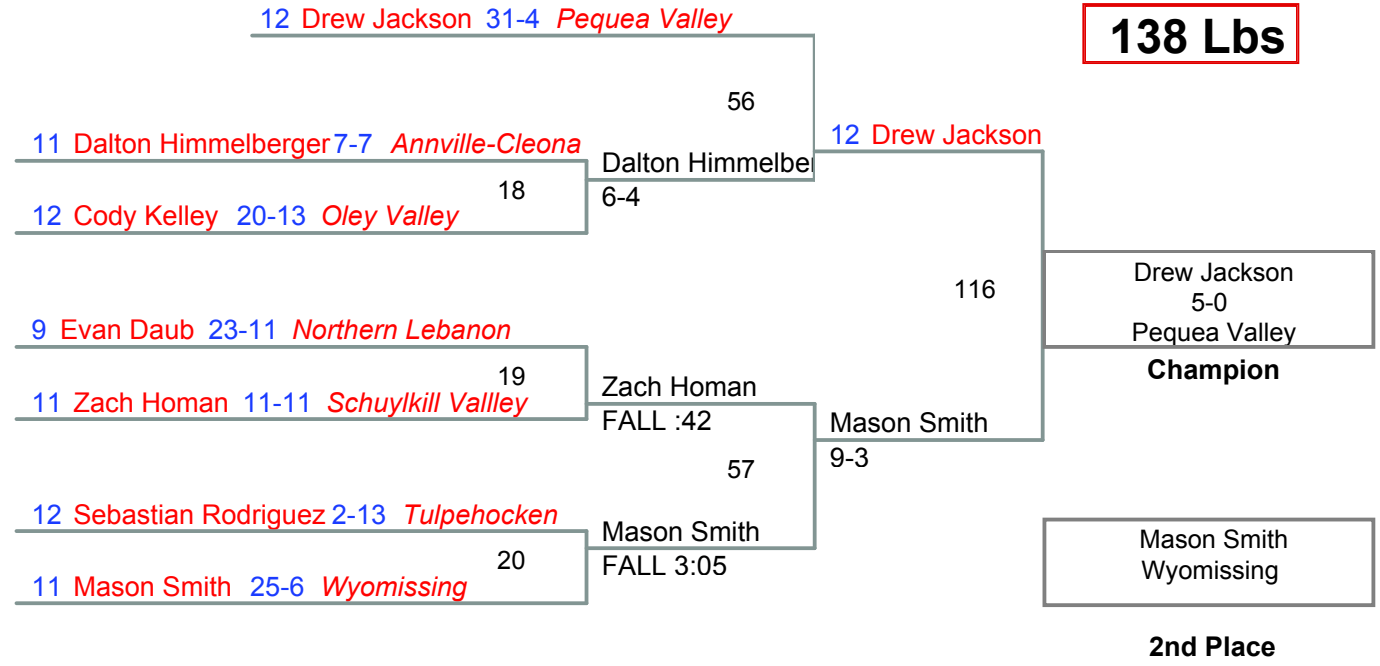 12 Drew Jackson 31-4 Pequea Valley
138 Lbs
56
11 Dalton Himmelberger 7-7 Annville-Cleona
12 Drew Jackson
Dalton Himmelber
18
6-4
12 Cody Kelley 20-13 Oley Valley
116
Drew Jackson
5-0
Pequea Valley
Champion
9 Evan Daub 23-11 Northern Lebanon
19
Zach Homan
11 Zach Homan 11-11 Schuylkill Vallley
FALL :42
Mason Smith
9-3
57
12 Sebastian Rodriguez 2-13 Tulpehocken
Mason Smith
20
FALL 3:05
11 Mason Smith 25-6 Wyomissing
Mason Smith
Wyomissing
2nd Place